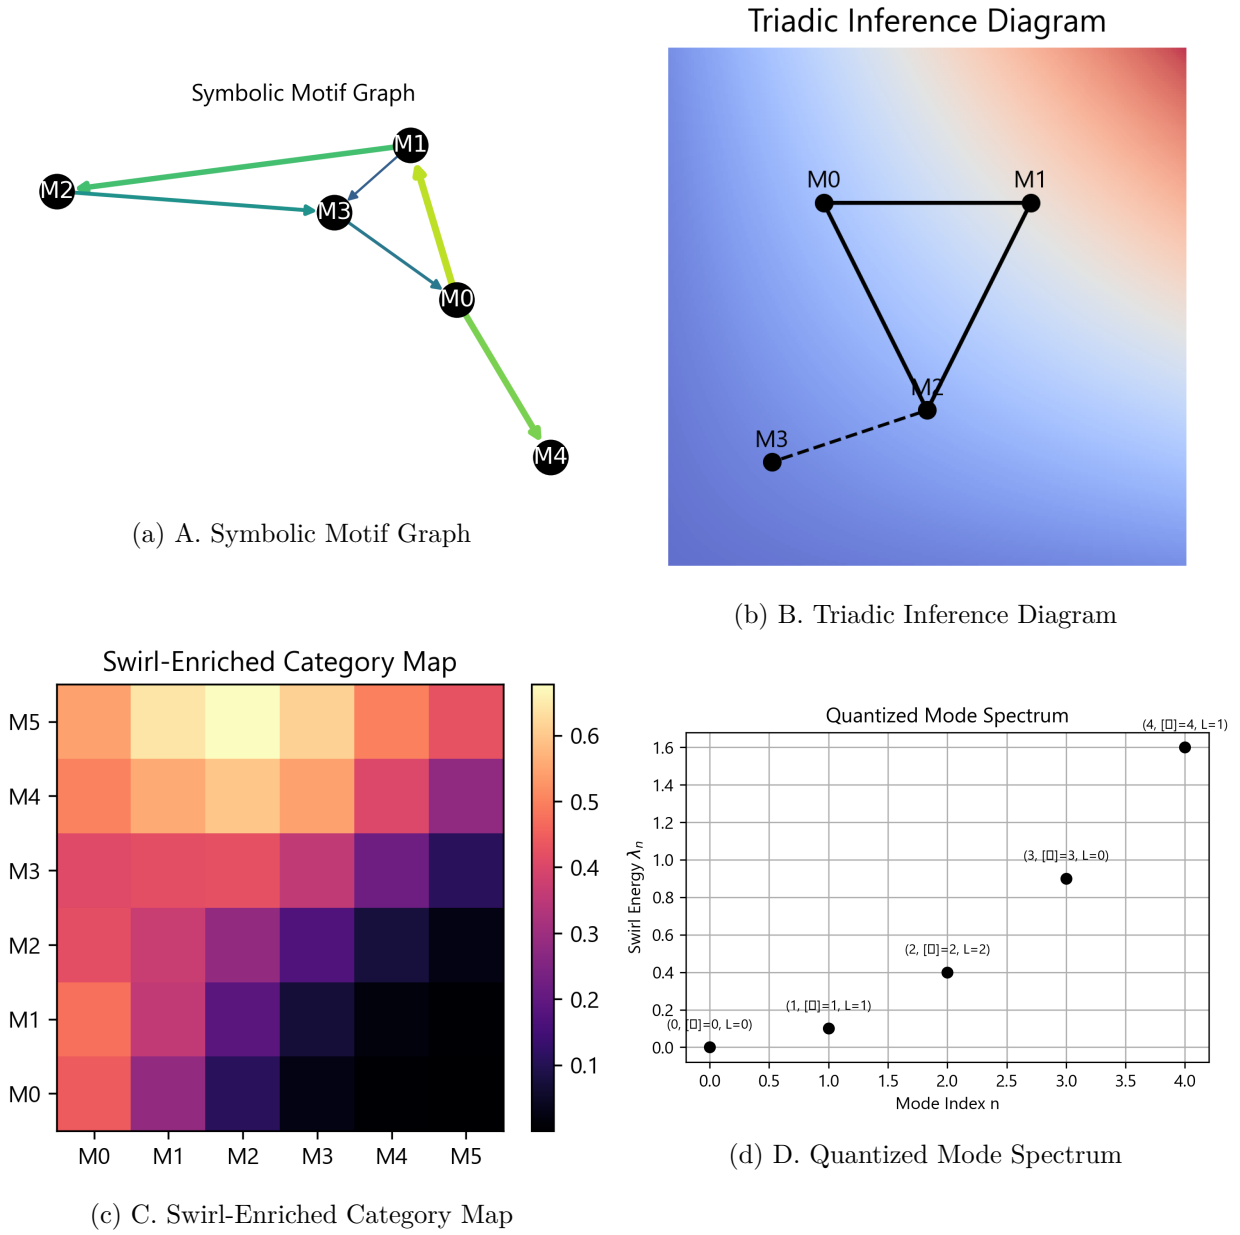 Symbolic Motif Graph
M1
M2
M3
M0
M4
(a) A. Symbolic Motif Graph
Triadic Inference Diagram
M0
M1
M2
M3
(b) B. Triadic Inference Diagram
Swirl-Enriched Category Map
M5
M4
M3
M2
M1
M0
M0 M1 M2 M3 M4 M5
0.6
0.5
0.4
0.3
0.2
0.1
(c) C. Swirl-Enriched Category Map
Quantized Mode Spectrum
(4, [▯]=4, L=1)
(3, [▯]=3, L=0)
(2, [▯]=2, L=2)
(1, [▯]=1, L=1)
(0, [▯]=0, L=0)
1.6
1.4
1.2
1.0
0.8
0.6
0.4
0.2
0.0
Swirl Energy λn
0.0 0.5 1.0 1.5 2.0 2.5 3.0 3.5 4.0
Mode Index n
(d) D. Quantized Mode Spectrum